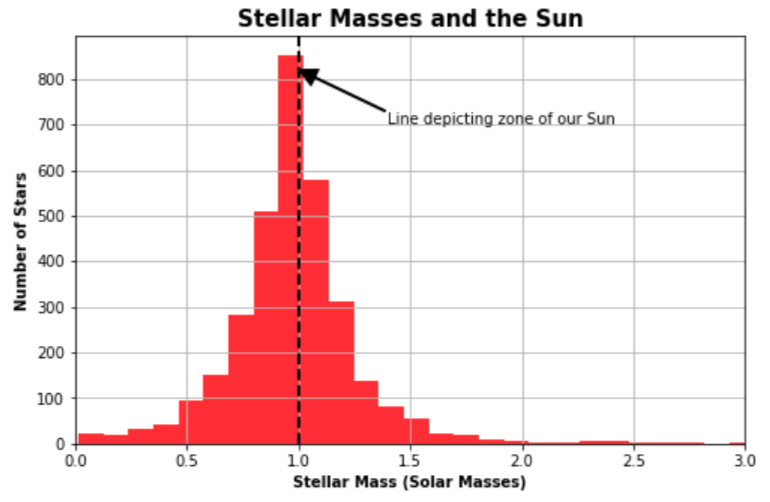 Stellar Masses and the Sun
800
700
600
500
400
300
200
100
0
Number of Stars
Line depicting zone of our Sun
0.0 0.5 1.0 1.5 2.0 2.5 3.0
Stellar Mass (Solar Masses)